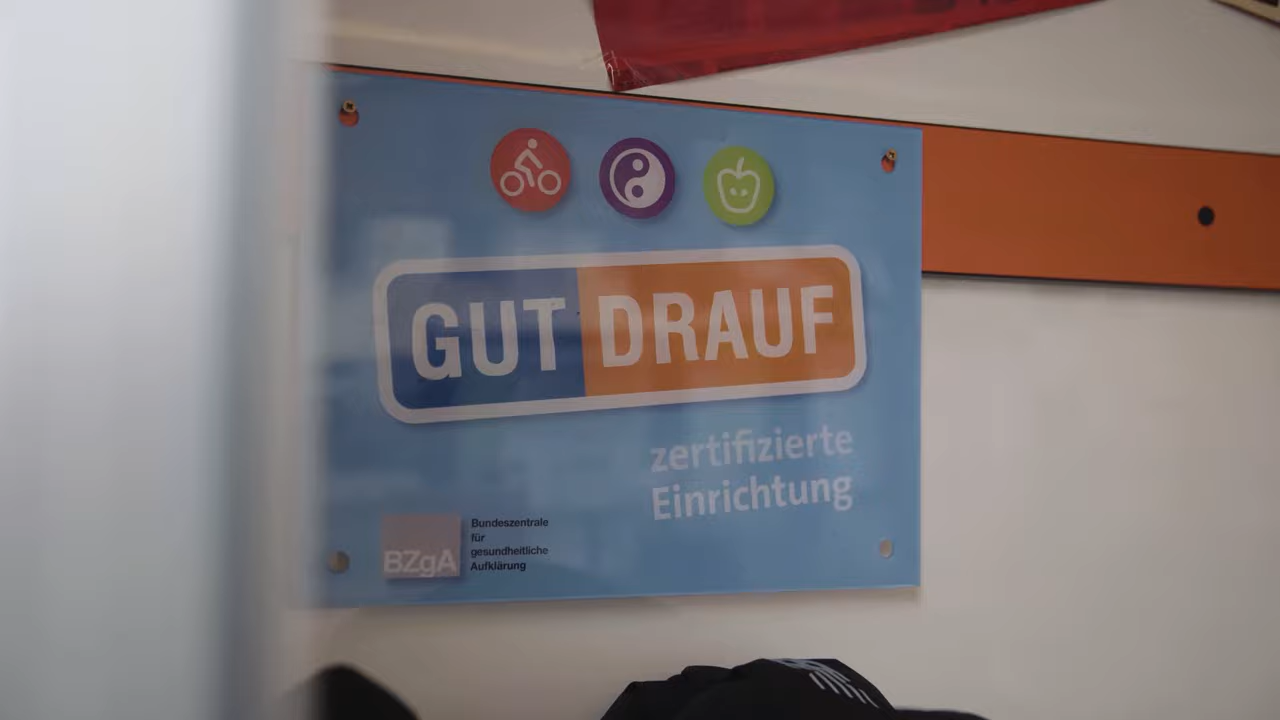 GUT DRAUF
zertifizierte
Einrichtung
BZgA
Bundeszentrale
für
gesundheitliche
Aufklärung